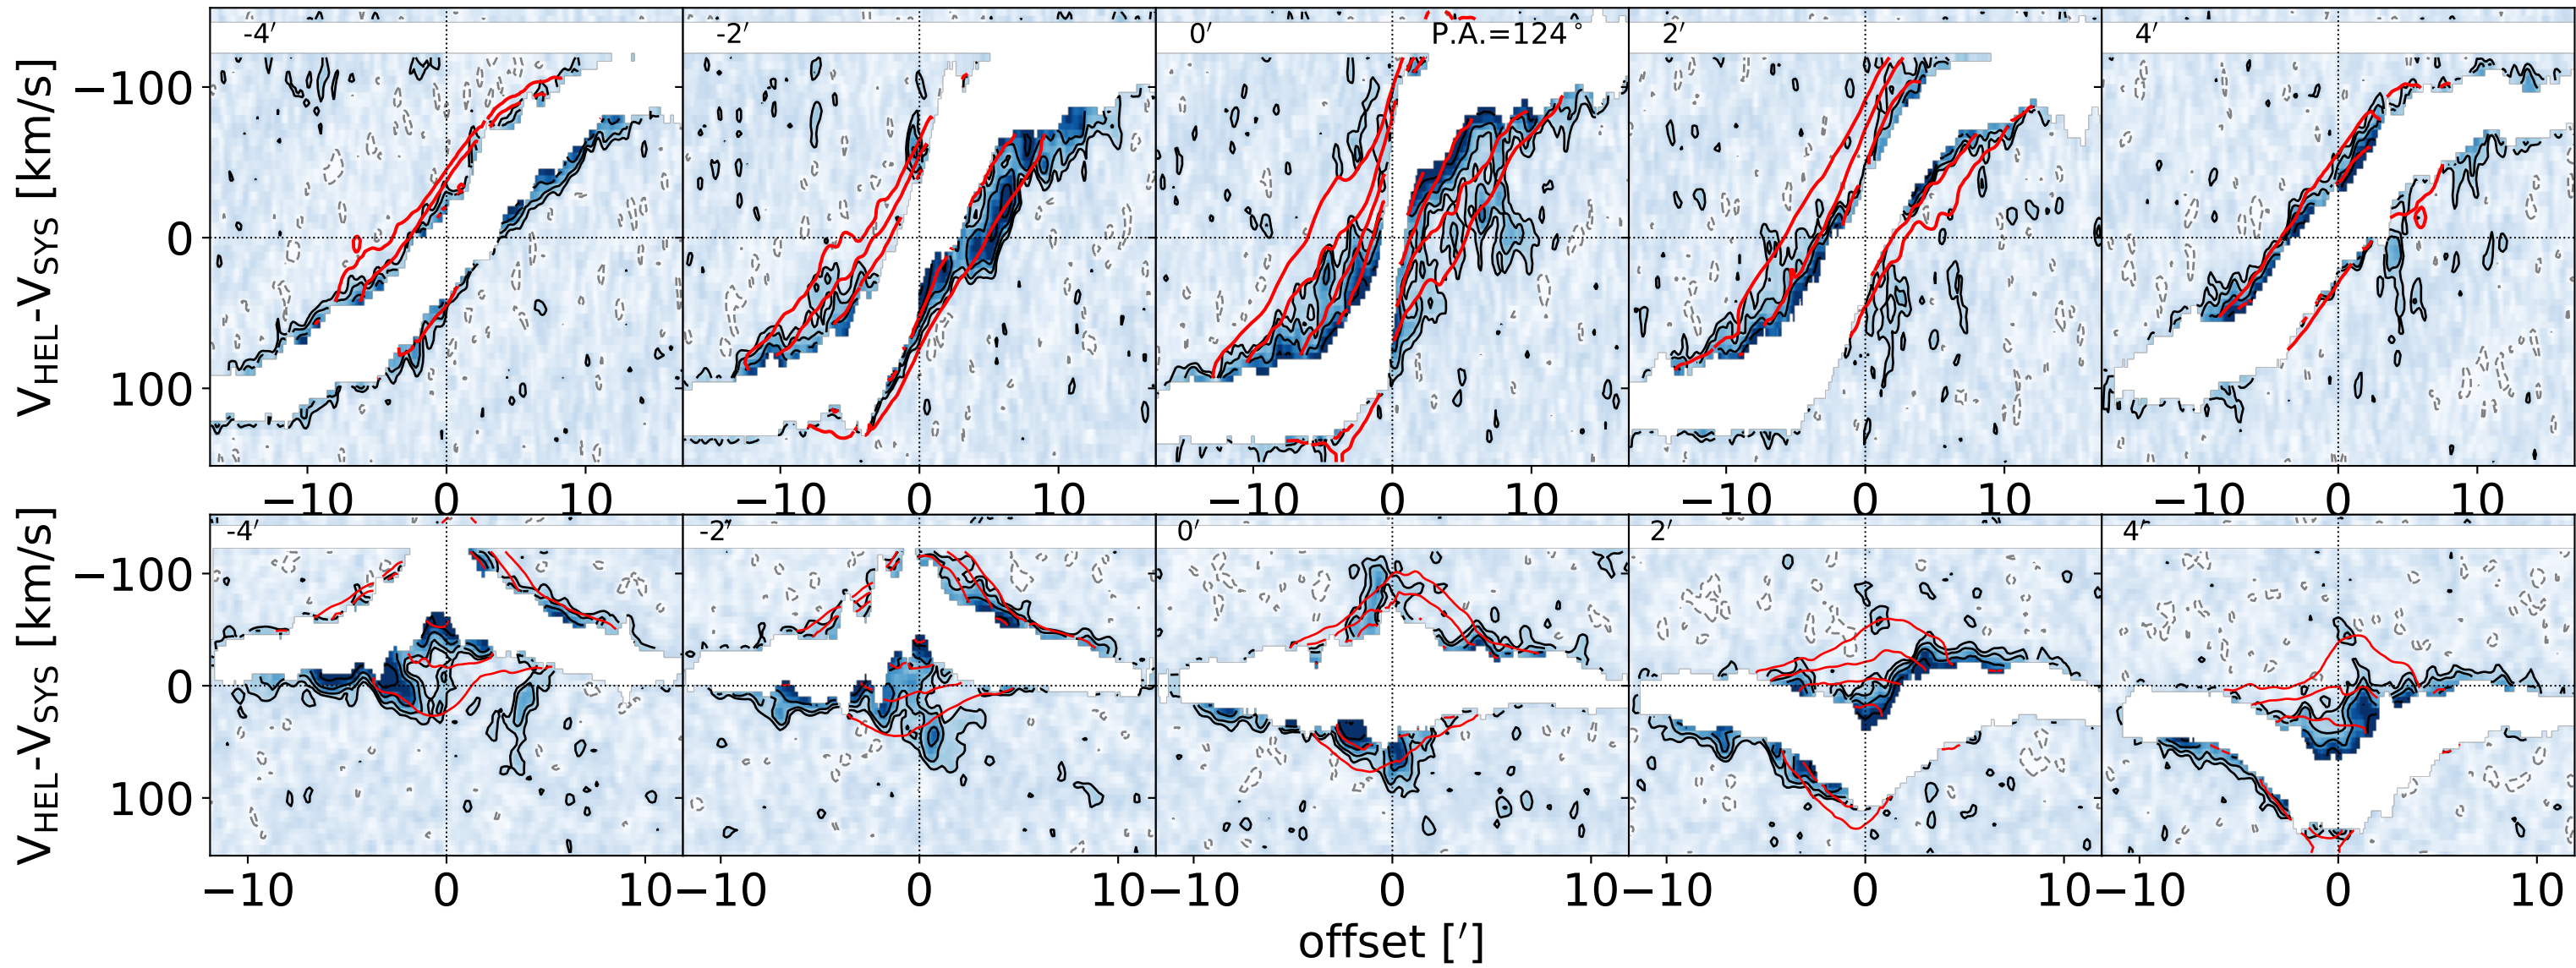 -4′ -2′ 0′ P.A.=124° 2′ 4′
V_HEL-V_SYS [km/s]
−100
0
100
−10 0 10 −10 0 10 −10 0 10 −10 0 10 −10 0 10
-4′ -2′ 0′ 2′ 4′
V_HEL-V_SYS [km/s]
−100
0
100
−10 0 10 −10 0 10 −10 0 10 −10 0 10 −10 0 10
offset [′]